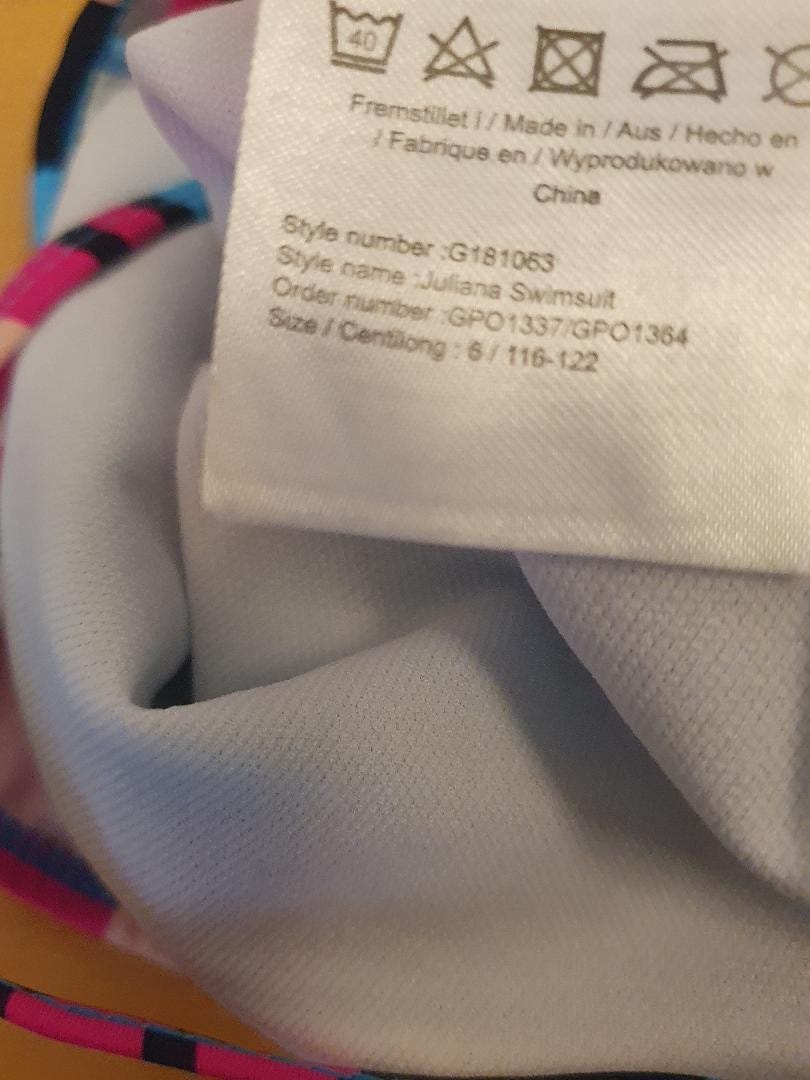 40
Fremstillet i / Made in / Aus / Hecho en
/ Fabrique en / Wyprodukowano w
China
Style number :G181063
Style name :Juliana Swimsuit
Order number :GPO1337/GPO1364
Size / Centilong : 6 / 116-122